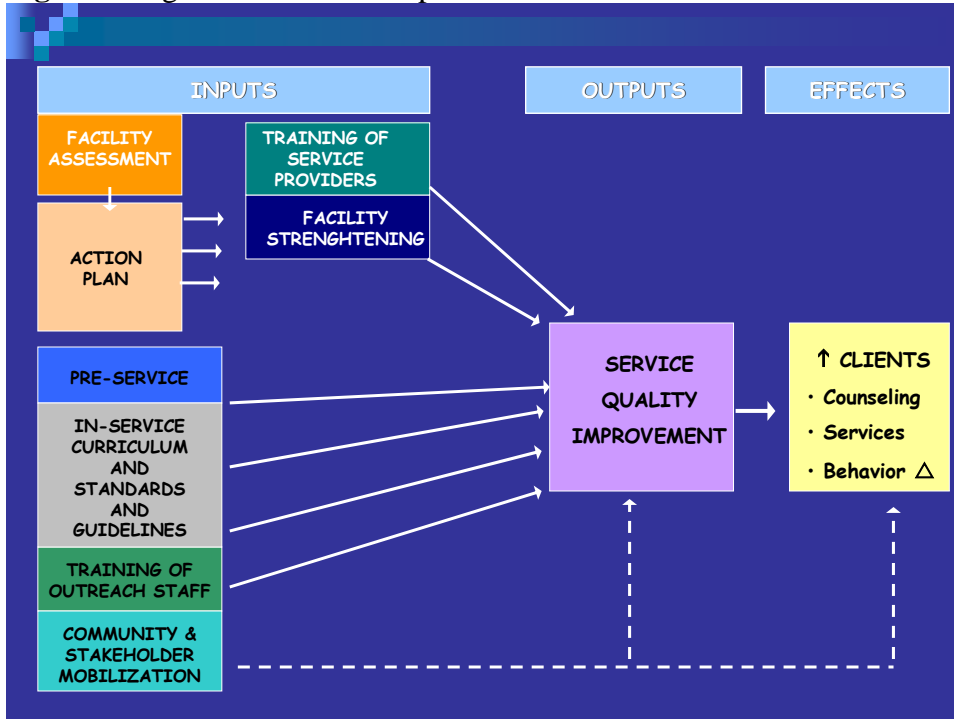 INPUTS
OUTPUTS
EFFECTS
FACILITY
ASSESSMENT
TRAINING OF
SERVICE
PROVIDERS
FACILITY
STRENGHTENING
ACTION
PLAN
PRE-SERVICE
IN-SERVICE
CURRICULUM
AND
STANDARDS
AND
GUIDELINES
TRAINING OF
OUTREACH STAFF
COMMUNITY &
STAKEHOLDER
MOBILIZATION
SERVICE
QUALITY
IMPROVEMENT
↑ CLIENTS
· Counseling
· Services
· Behavior △